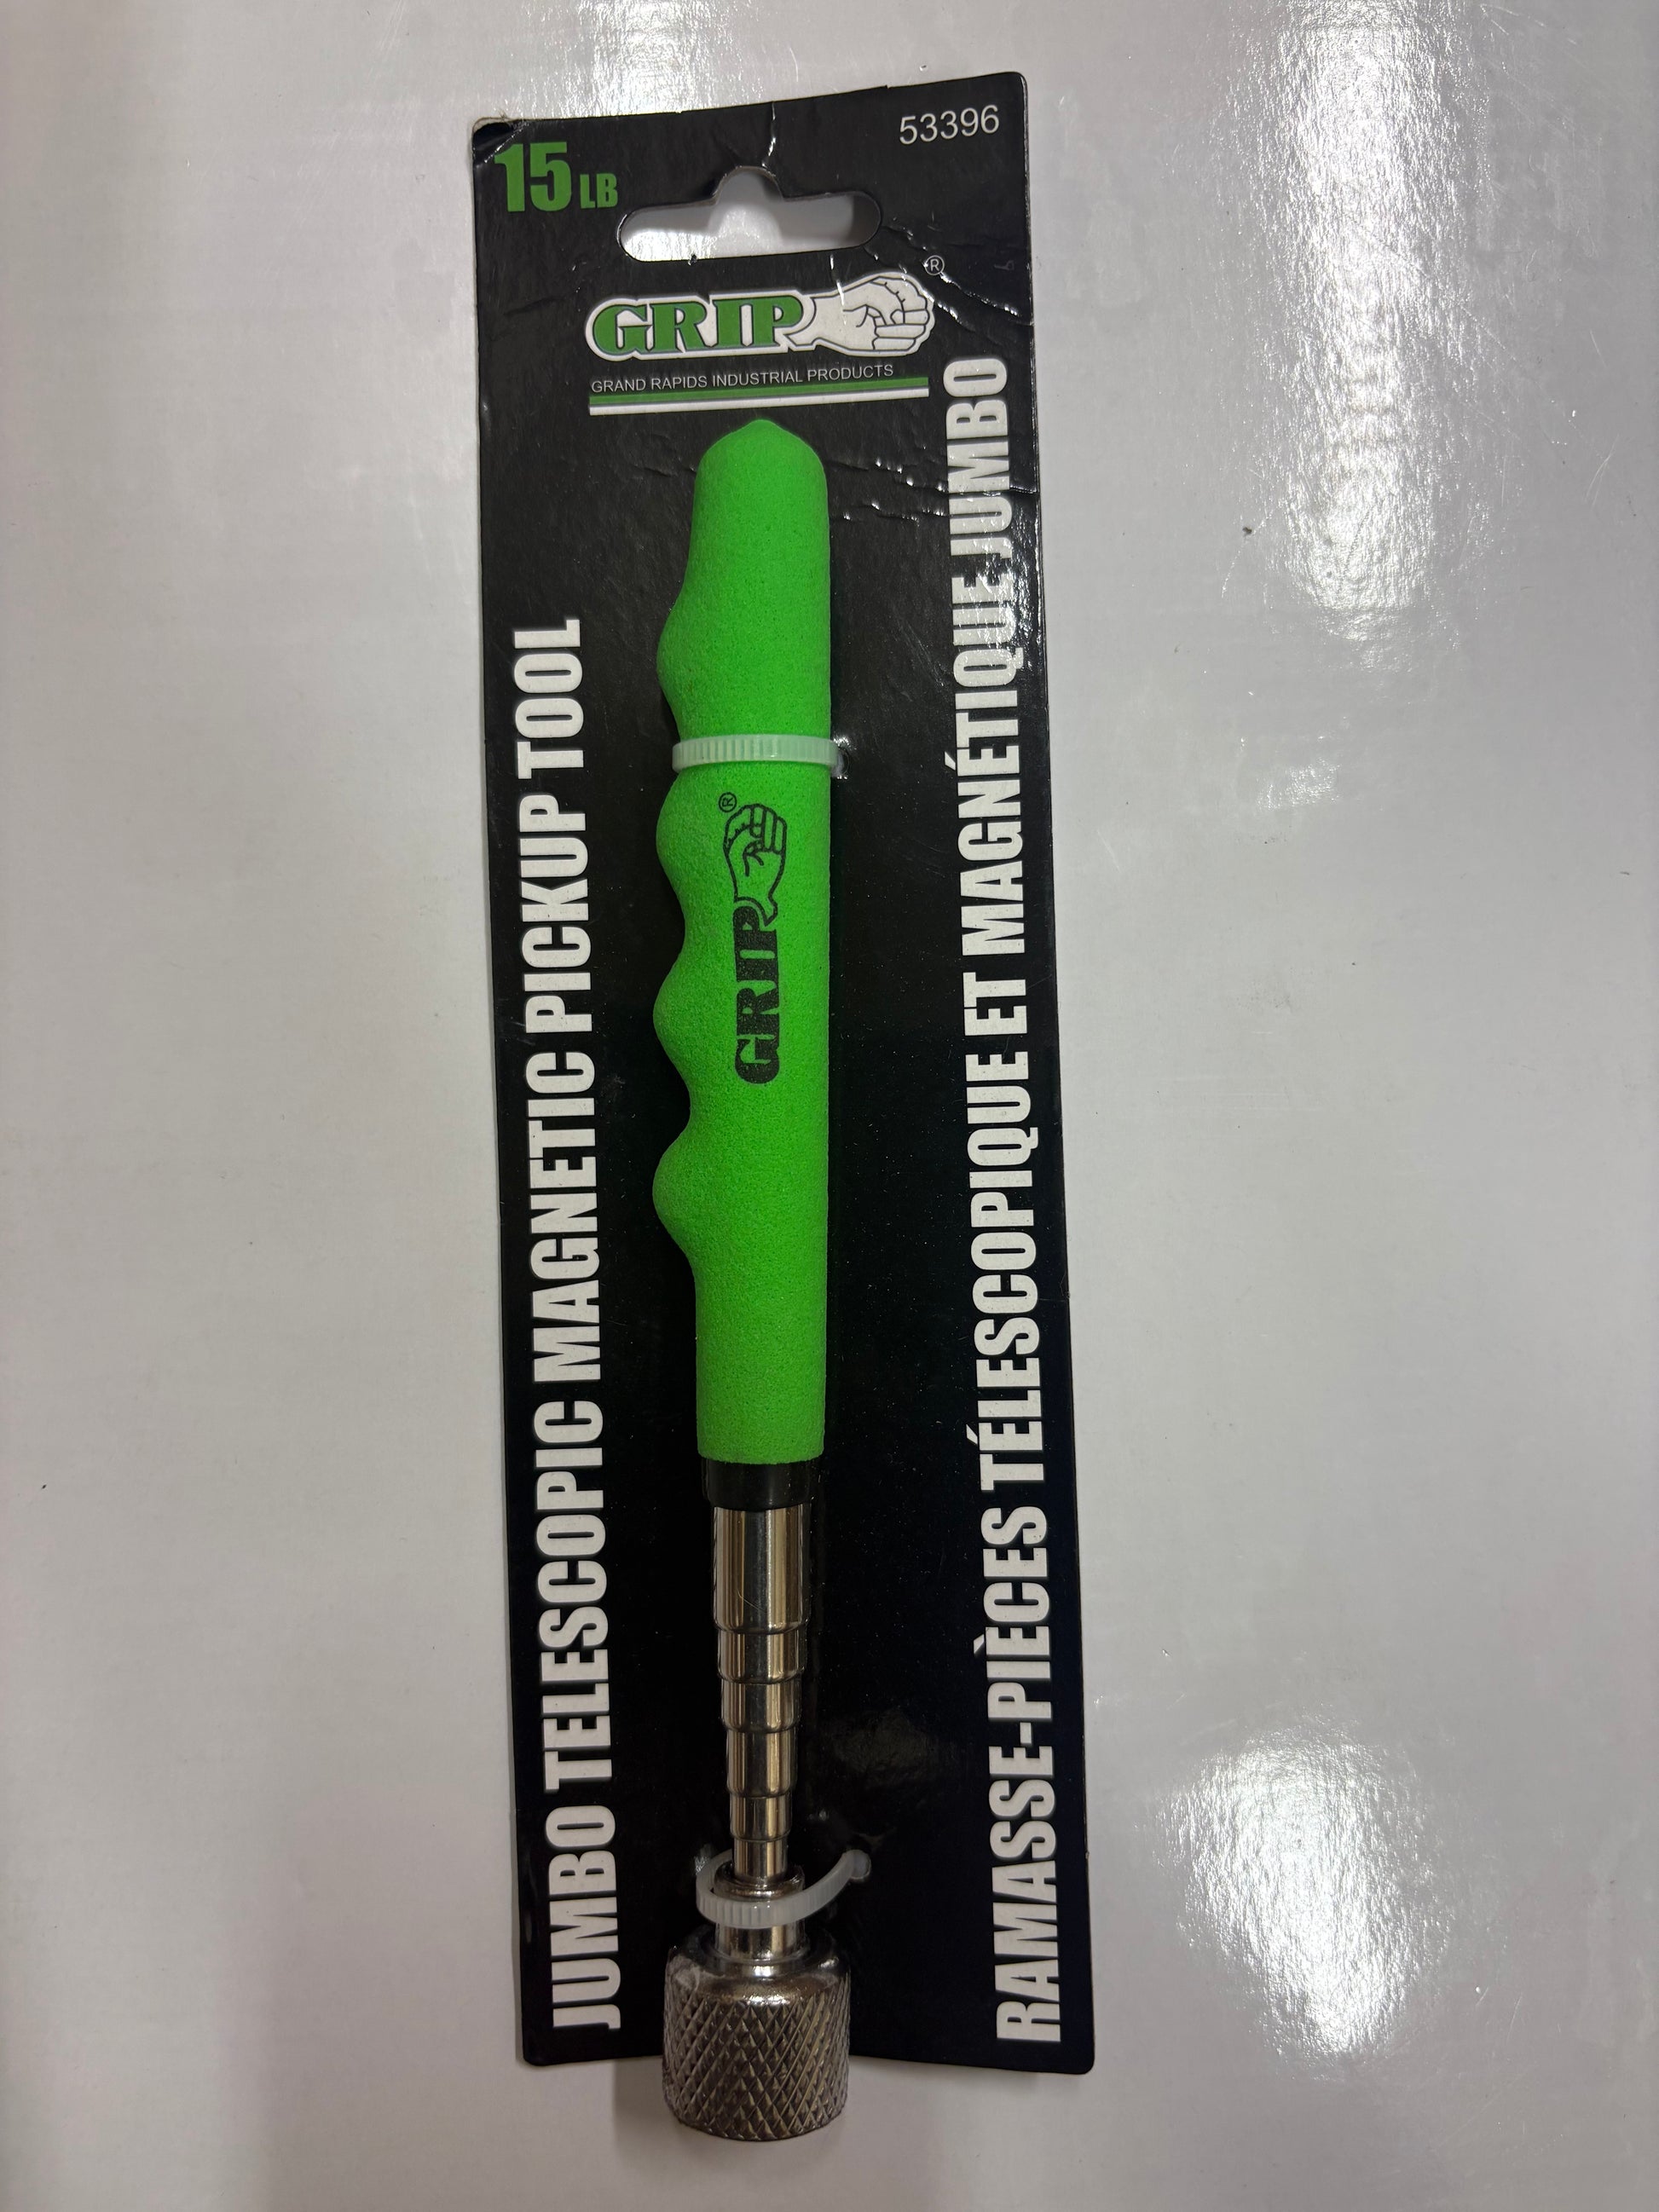 15 LB
53396
GRIP®
GRAND RAPIDS INDUSTRIAL PRODUCTS
JUMBO TELESCOPIC MAGNETIC PICKUP TOOL
GRIP®
RAMASSE-PIÈCES TÉLESCOPIQUE ET MAGNÉTIQUE JUMBO